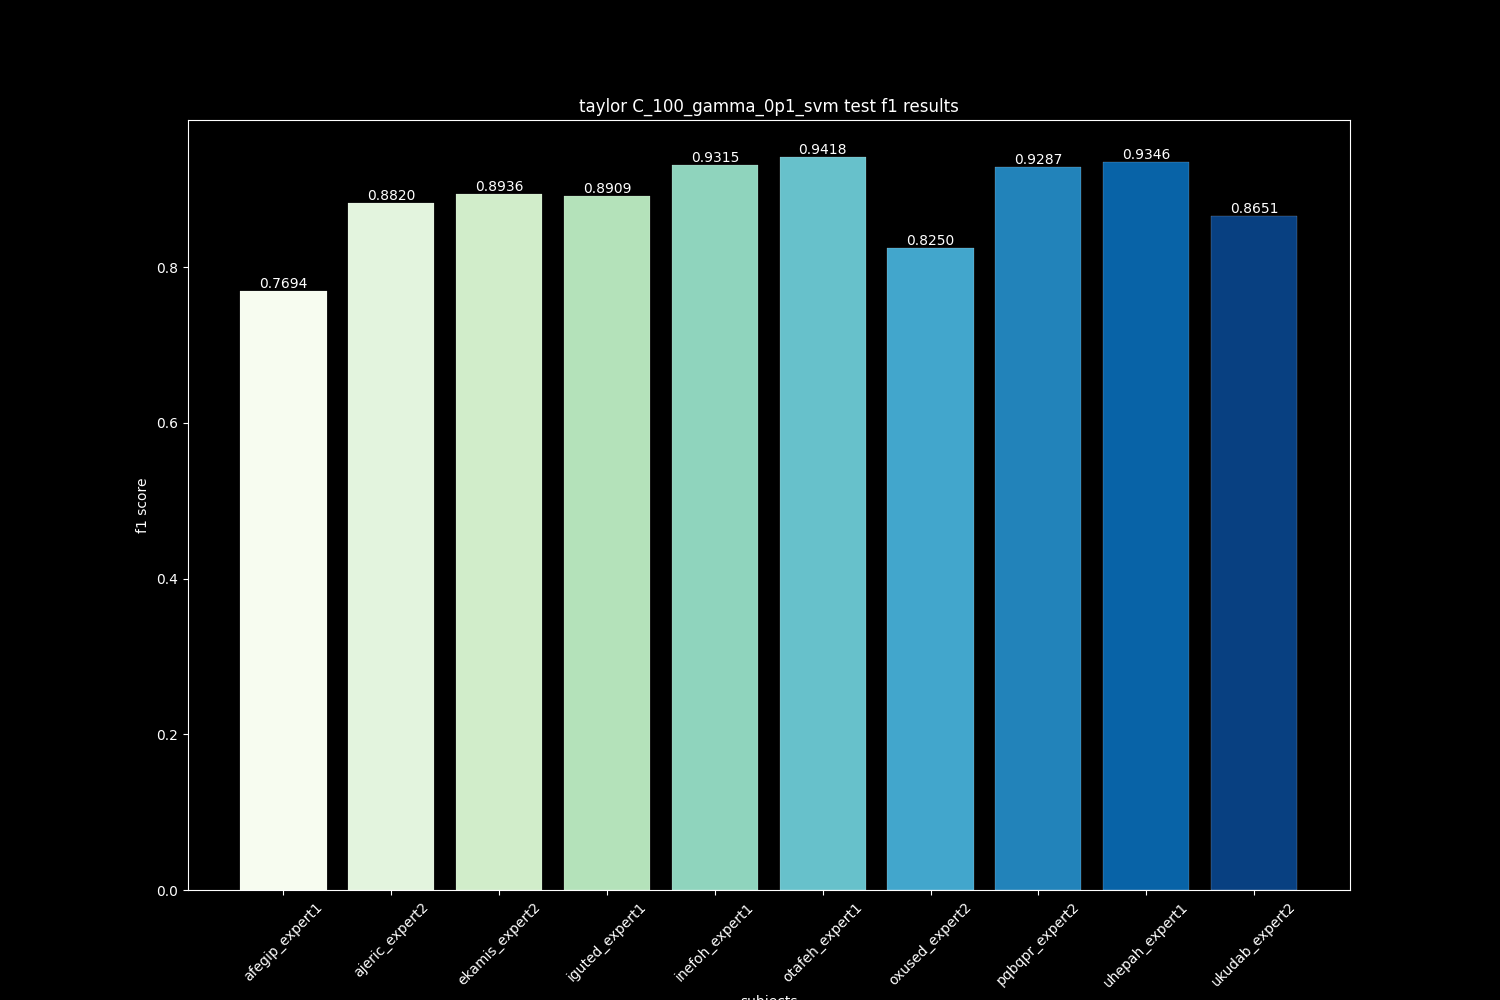 taylor C_100_gamma_0p1_svm test f1 results
0.7694
0.8820
0.8936
0.8909
0.9315
0.9418
0.8250
0.9287
0.9346
0.8651
0.8
0.6
0.4
0.2
0.0
f1 score
afegip_expert1
ajeric_expert2
ekamis_expert2
iguted_expert1
inefoh_expert1
otafeh_expert1
oxused_expert2
pqbqpr_expert2
uhepah_expert1
ukudab_expert2
subjects